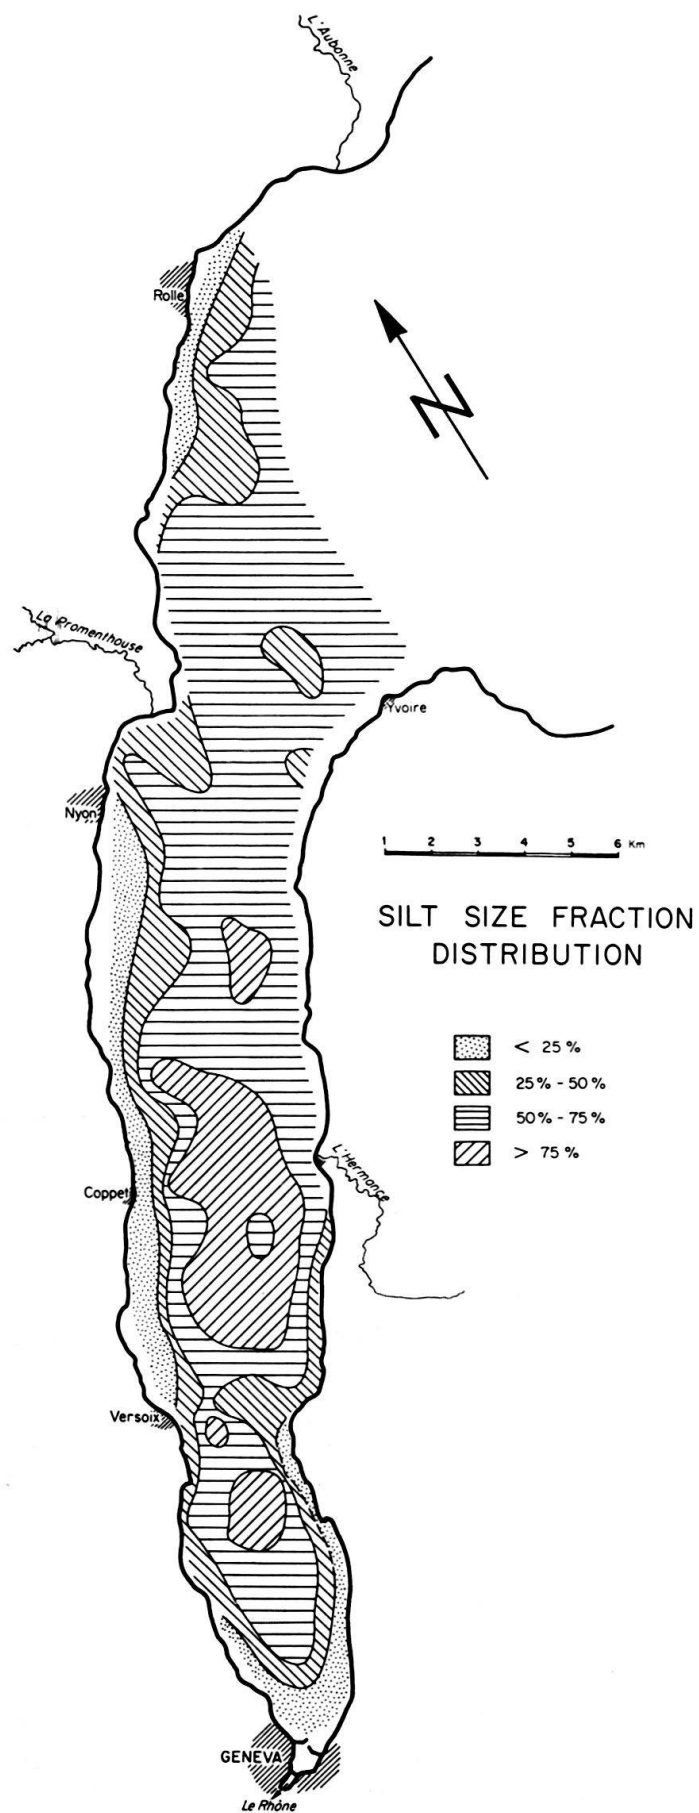 L'Aubonne
Rolle
N
La Promenthouse
Yvoire
Nyon
1 2 3 4 5 6 Km
SILT SIZE FRACTION
DISTRIBUTION
< 25 %
25% - 50%
50% - 75%
> 75 %
L'Hermance
Coppet
Versoix
GENEVA
Le Rhône